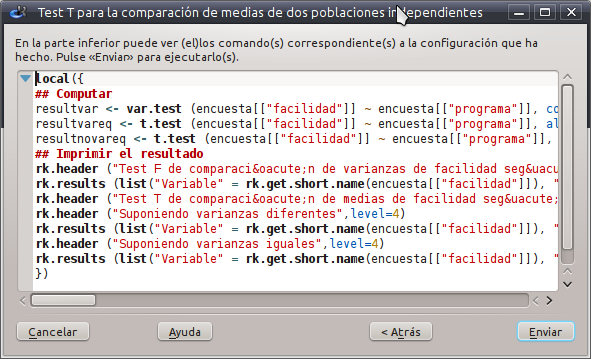 Test T para la comparación de medias de dos poblaciones independientes
En la parte inferior puede ver (el)los comando(s) correspondiente(s) a la configuración que ha
hecho. Pulse «Enviar» para ejecutarlo(s).
local({
## Computar
resultvar <- var.test (encuesta[["facilidad"]] ~ encuesta[["programa"]], co
resultvareq <- t.test (encuesta[["facilidad"]] ~ encuesta[["programa"]], al
resultnovareq <- t.test (encuesta[["facilidad"]] ~ encuesta[["programa"]],
## Imprimir el resultado
rk.header ("Test F de comparaci&oacute;n de varianzas de facilidad seg&uacu
rk.results (list("Variable" = rk.get.short.name(encuesta[["facilidad"]]), "
rk.header ("Test T de comparaci&oacute;n de medias de facilidad seg&uacute;
rk.header ("Suponiendo varianzas diferentes",level=4)
rk.results (list("Variable" = rk.get.short.name(encuesta[["facilidad"]]), "
rk.header ("Suponiendo varianzas iguales",level=4)
rk.results (list("Variable" = rk.get.short.name(encuesta[["facilidad"]]), "
})
Cancelar
Ayuda
< Atrás
Enviar